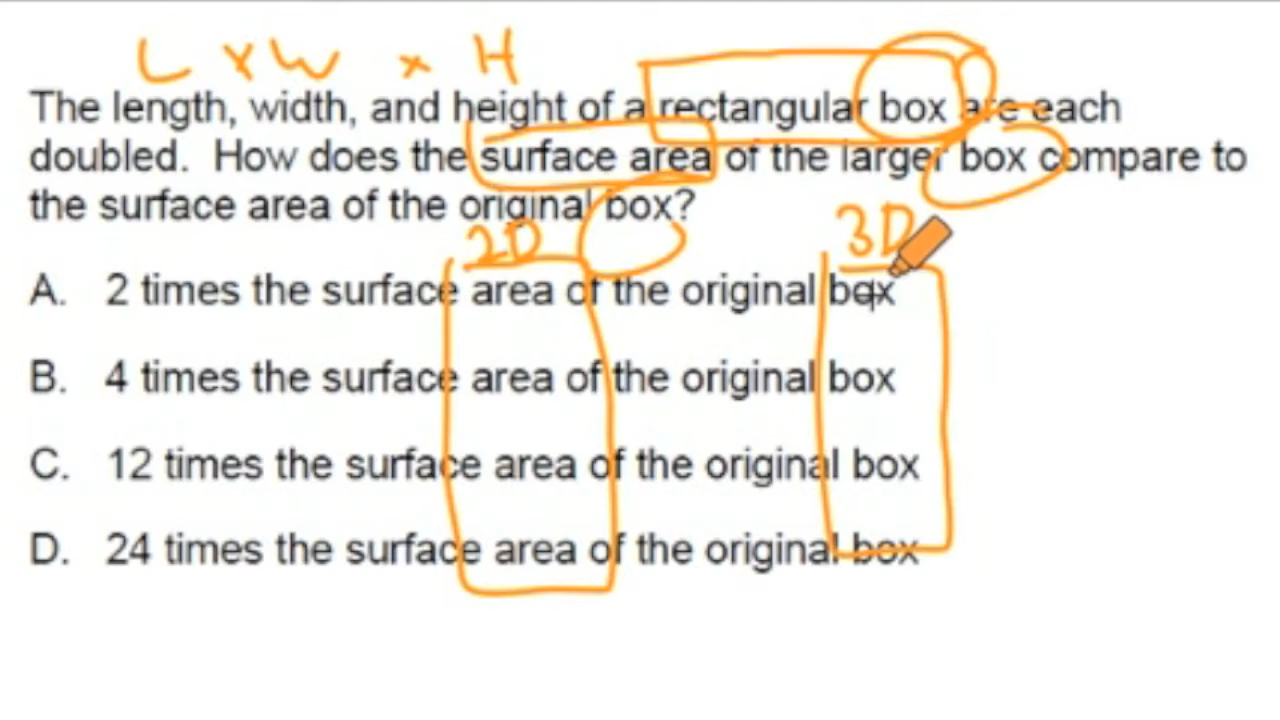 L x W x H
The length, width, and height of a rectangular box are each
doubled. How does the surface area of the larger box compare to
the surface area of the original box?
2D 3D
A. 2 times the surface area of the original box
B. 4 times the surface area of the original box
C. 12 times the surface area of the original box
D. 24 times the surface area of the original box